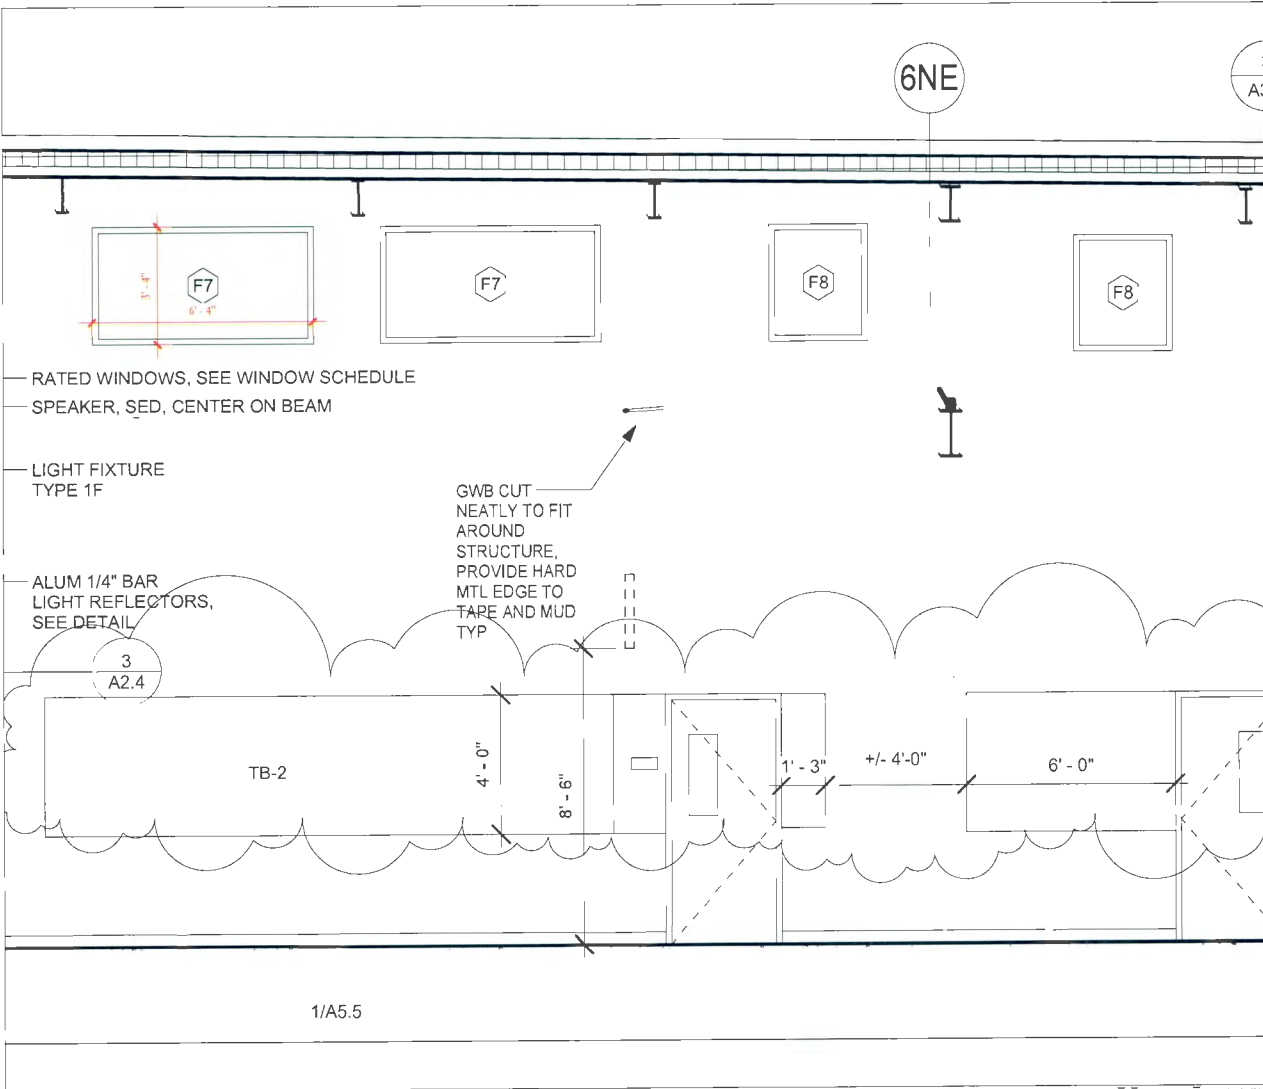 6NE
F7
3' - 4"
6' - 4"
F7
F8
F8
RATED WINDOWS, SEE WINDOW SCHEDULE
SPEAKER, SED, CENTER ON BEAM
LIGHT FIXTURE
TYPE 1F
GWB CUT
NEATLY TO FIT
AROUND
STRUCTURE,
PROVIDE HARD
MTL EDGE TO
TAPE AND MUD
TYP
ALUM 1/4" BAR
LIGHT REFLECTORS,
SEE DETAIL
3
A2.4
TB-2
4' - 0"
8' - 6"
1' - 3"
+/- 4'-0"
6' - 0"
1/A5.5